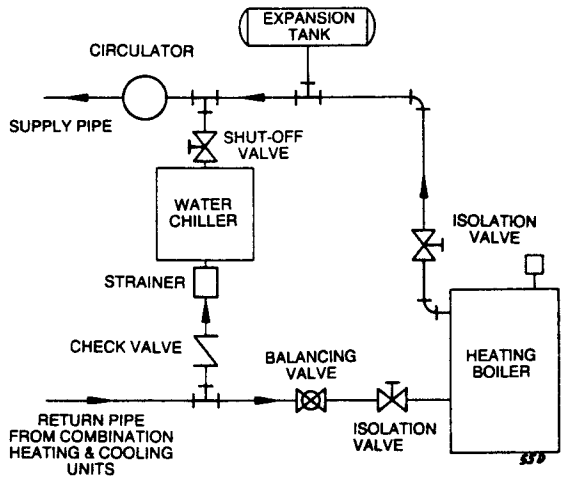 EXPANSION
TANK
CIRCULATOR
SUPPLY PIPE
SHUT-OFF
VALVE
WATER
CHILLER
ISOLATION
VALVE
STRAINER
CHECK VALVE
BALANCING
VALVE
HEATING
BOILER
RETURN PIPE
FROM COMBINATION
HEATING & COOLING
UNITS
ISOLATION
VALVE